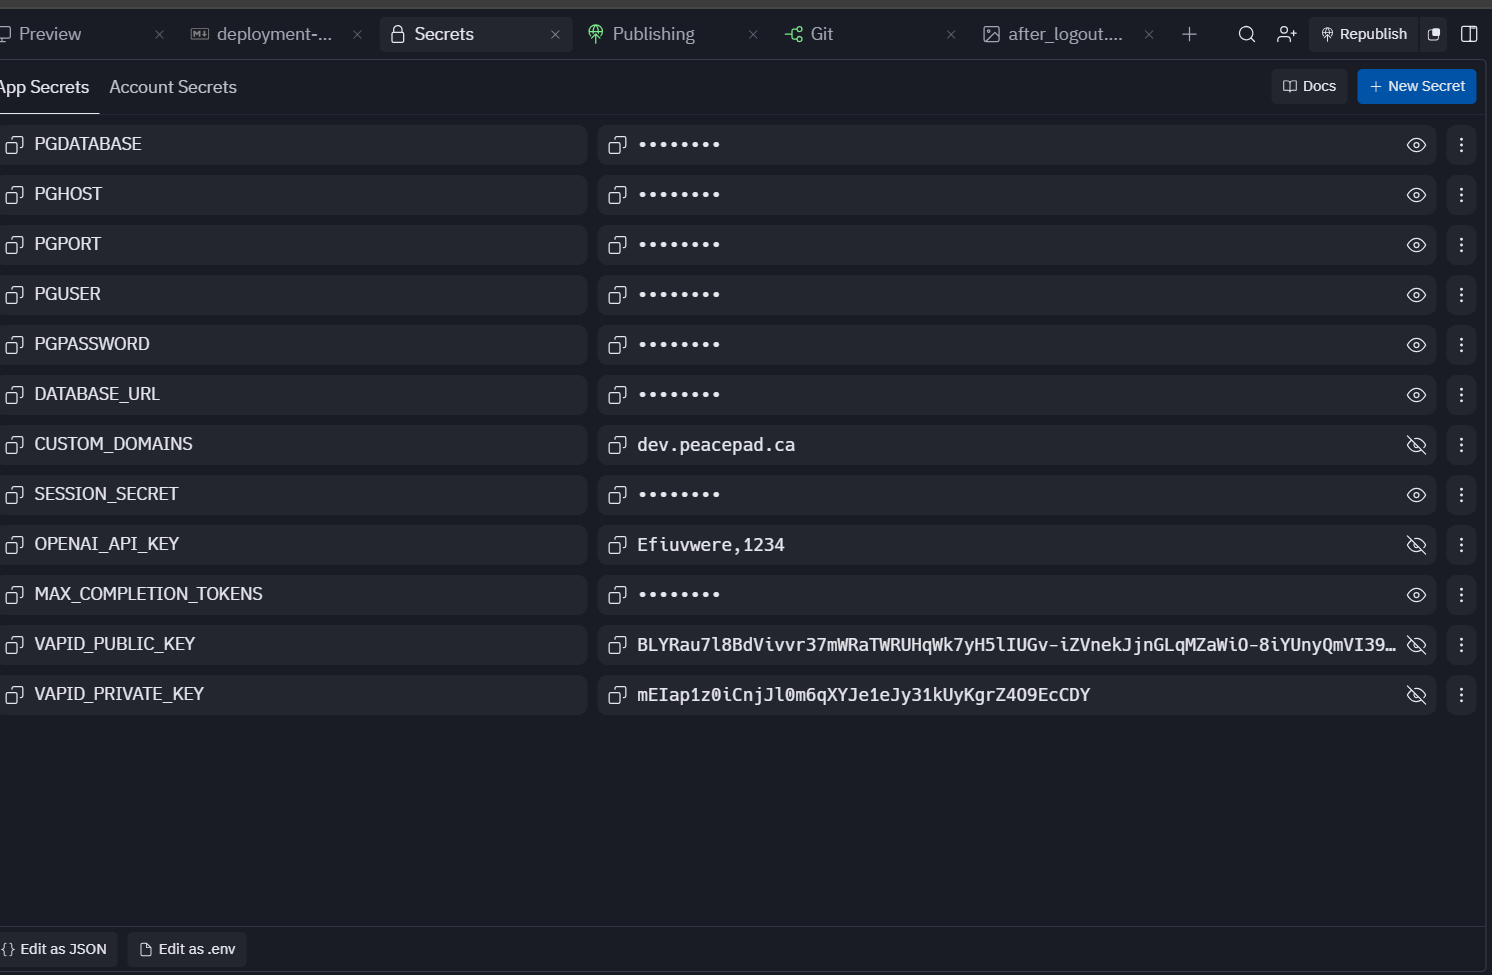 Preview
deployment-...
Secrets
Publishing
Git
after_logout....
Republish
App Secrets
Account Secrets
Docs
New Secret
PGDATABASE ••••••••
PGHOST ••••••••
PGPORT ••••••••
PGUSER ••••••••
PGPASSWORD ••••••••
DATABASE_URL ••••••••
CUSTOM_DOMAINS dev.peacepad.ca
SESSION_SECRET ••••••••
OPENAI_API_KEY Efiuvwere,1234
MAX_COMPLETION_TOKENS ••••••••
VAPID_PUBLIC_KEY BLYRau7l8BdVivvr37mWRaTWRUHqWk7yH5lIUGv-iZVnekJjnGLqMZaWiO-8iYUnyQmVI39...
VAPID_PRIVATE_KEY mEIap1z0iCnjJl0m6qXYJe1eJy31kUyKgrZ4O9EcCDY
{} Edit as JSON
Edit as .env